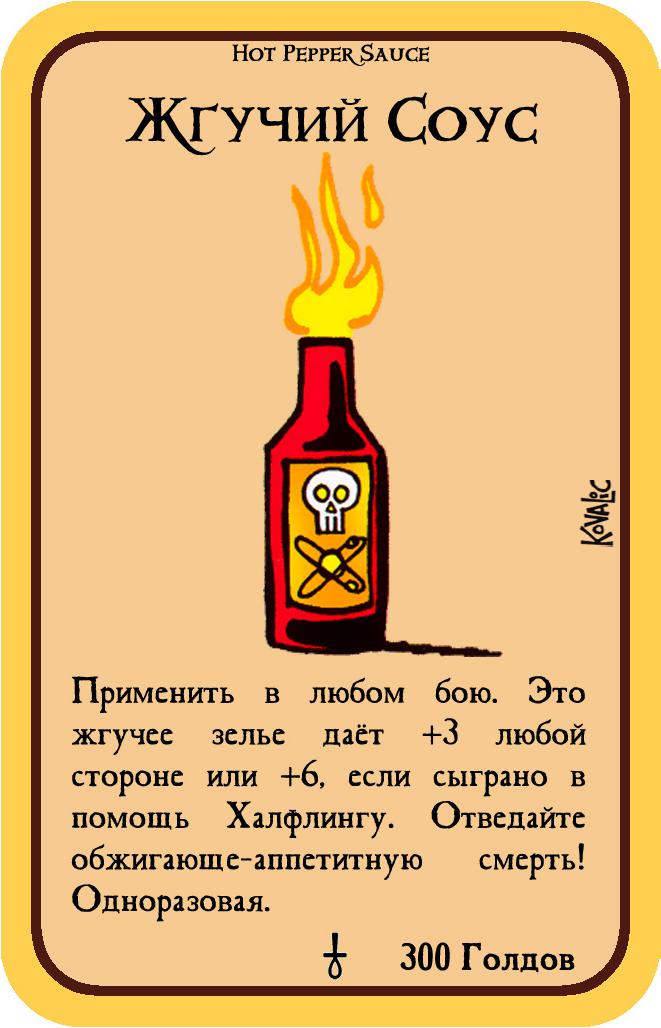 Hot Pepper Sauce
Жгучий Соус
Kovalic
Применить в любом бою. Это
жгучее зелье даёт +3 любой
стороне или +6, если сыграно в
помощь Халфлингу. Отведайте
обжигающе-аппетитную смерть!
Одноразовая.
300 Голдов